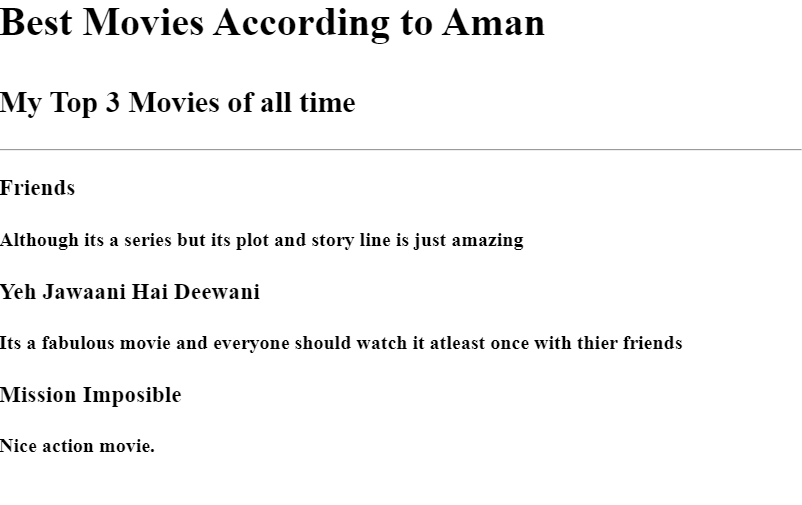 Best Movies According to Aman
My Top 3 Movies of all time
Friends
Although its a series but its plot and story line is just amazing
Yeh Jawaani Hai Deewani
Its a fabulous movie and everyone should watch it atleast once with thier friends
Mission Imposible
Nice action movie.